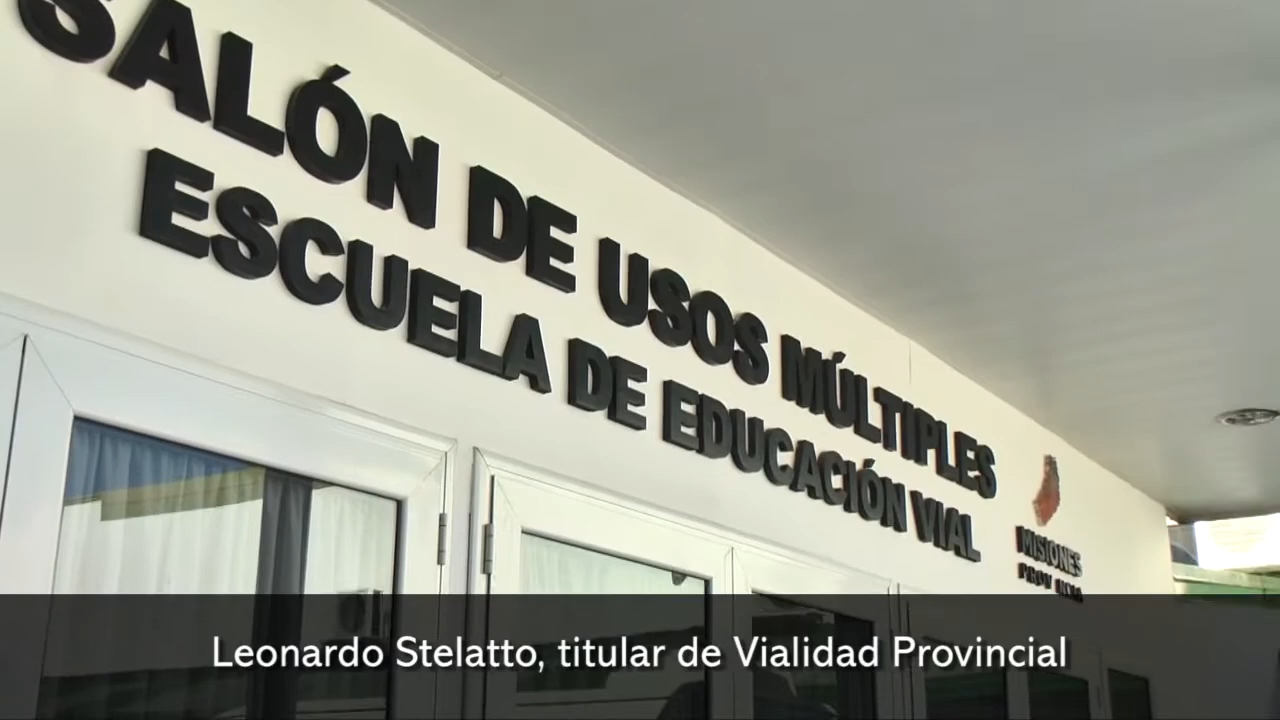 SALÓN DE USOS MÚLTIPLES
ESCUELA DE EDUCACIÓN VIAL
MISIONES
Leonardo Stelatto, titular de Vialidad Provincial